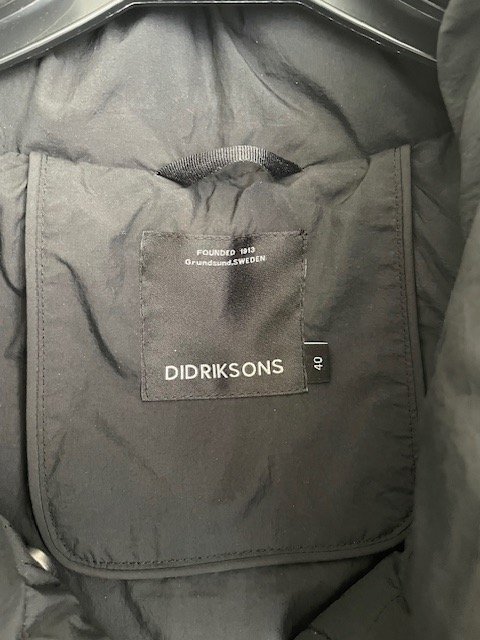 FOUNDED 1913
Grundsund, SWEDEN
DIDRIKSONS
40